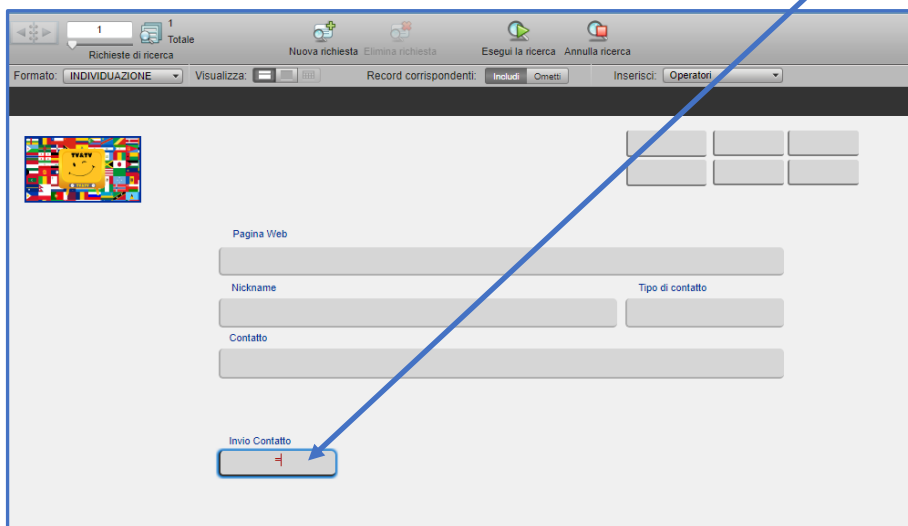 1
1
Totale
Richieste di ricerca
Nuova richiesta
Elimina richiesta
Esegui la ricerca
Annulla ricerca
Formato: INDIVIDUAZIONE
Visualizza:
Record corrispondenti: Includi Ometti
Inserisci: Operatori
TVATV
Pagina Web
Nickname
Tipo di contatto
Contatto
Invio Contatto
=